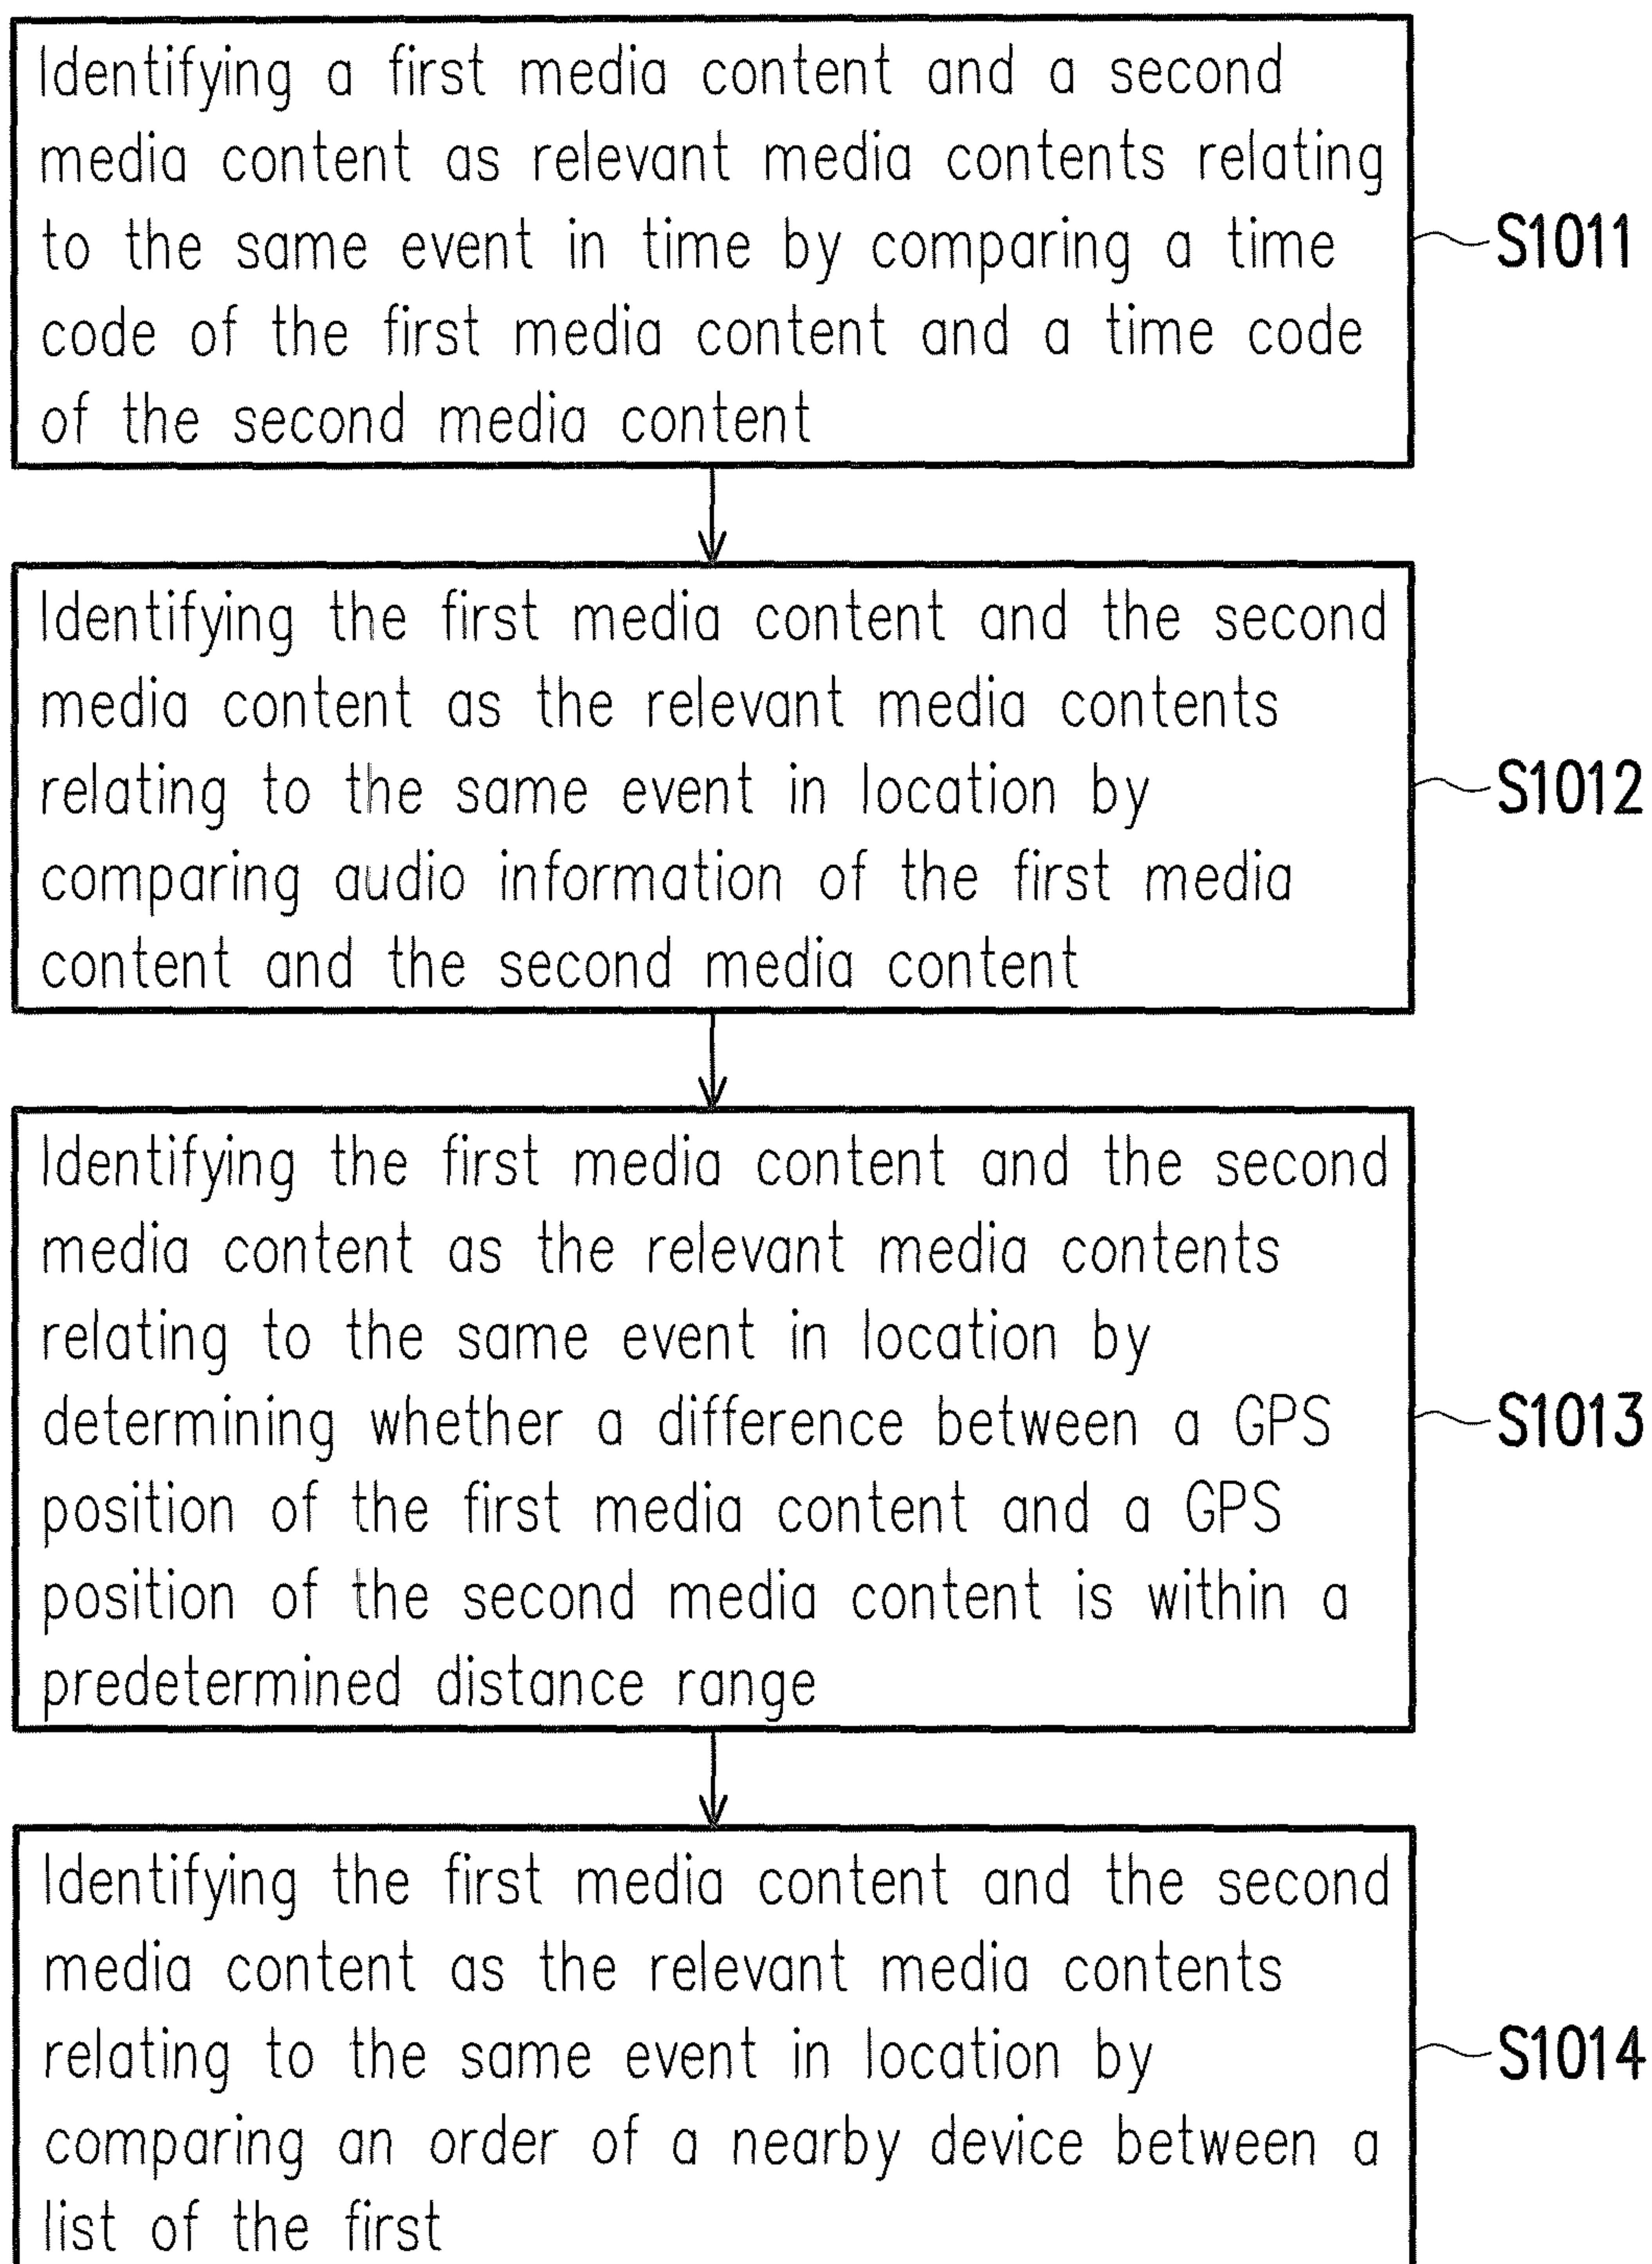 Identifying a first media content and a second
media content as relevant media contents relating
to the same event in time by comparing a time
code of the first media content and a time code
of the second media content
S1011
Identifying the first media content and the second
media content as the relevant media contents
relating to the same event in location by
comparing audio information of the first media
content and the second media content
S1012
Identifying the first media content and the second
media content as the relevant media contents
relating to the same event in location by
determining whether a difference between a GPS
position of the first media content and a GPS
position of the second media content is within a
predetermined distance range
S1013
Identifying the first media content and the second
media content as the relevant media contents
relating to the same event in location by
comparing an order of a nearby device between a
list of the first
S1014